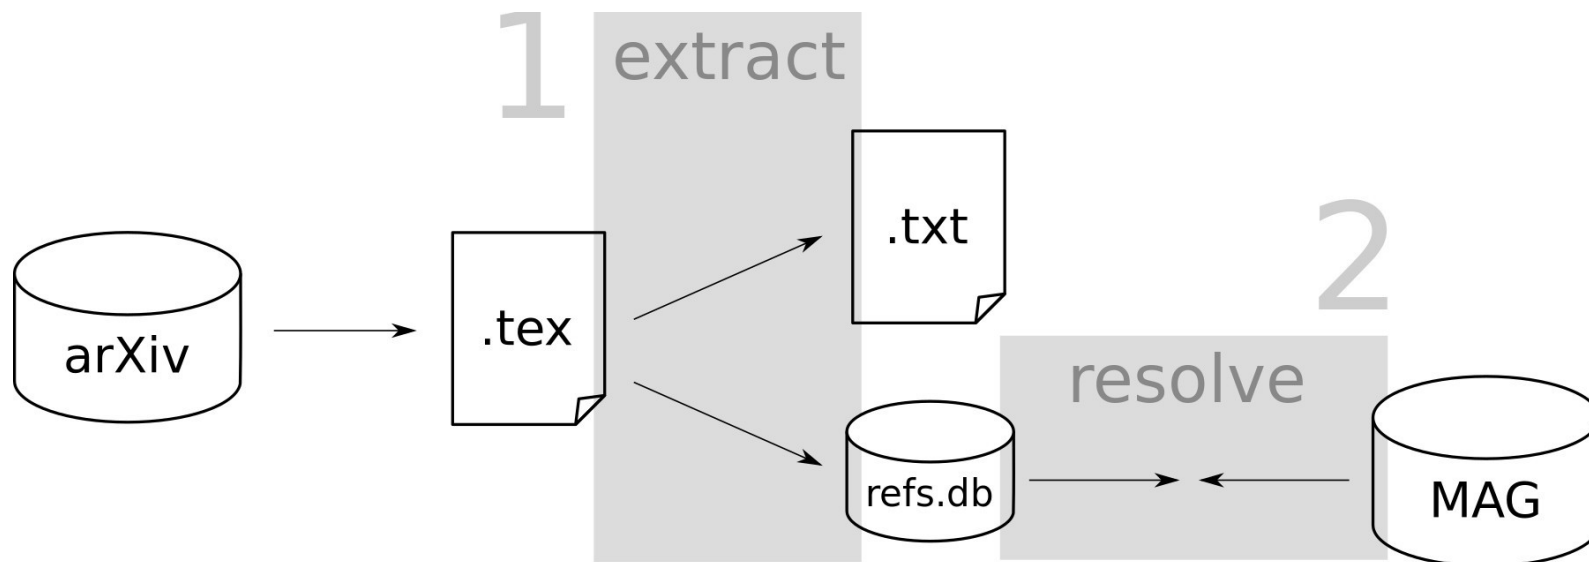 1
extract
.txt
2
arXiv
.tex
resolve
refs.db
MAG